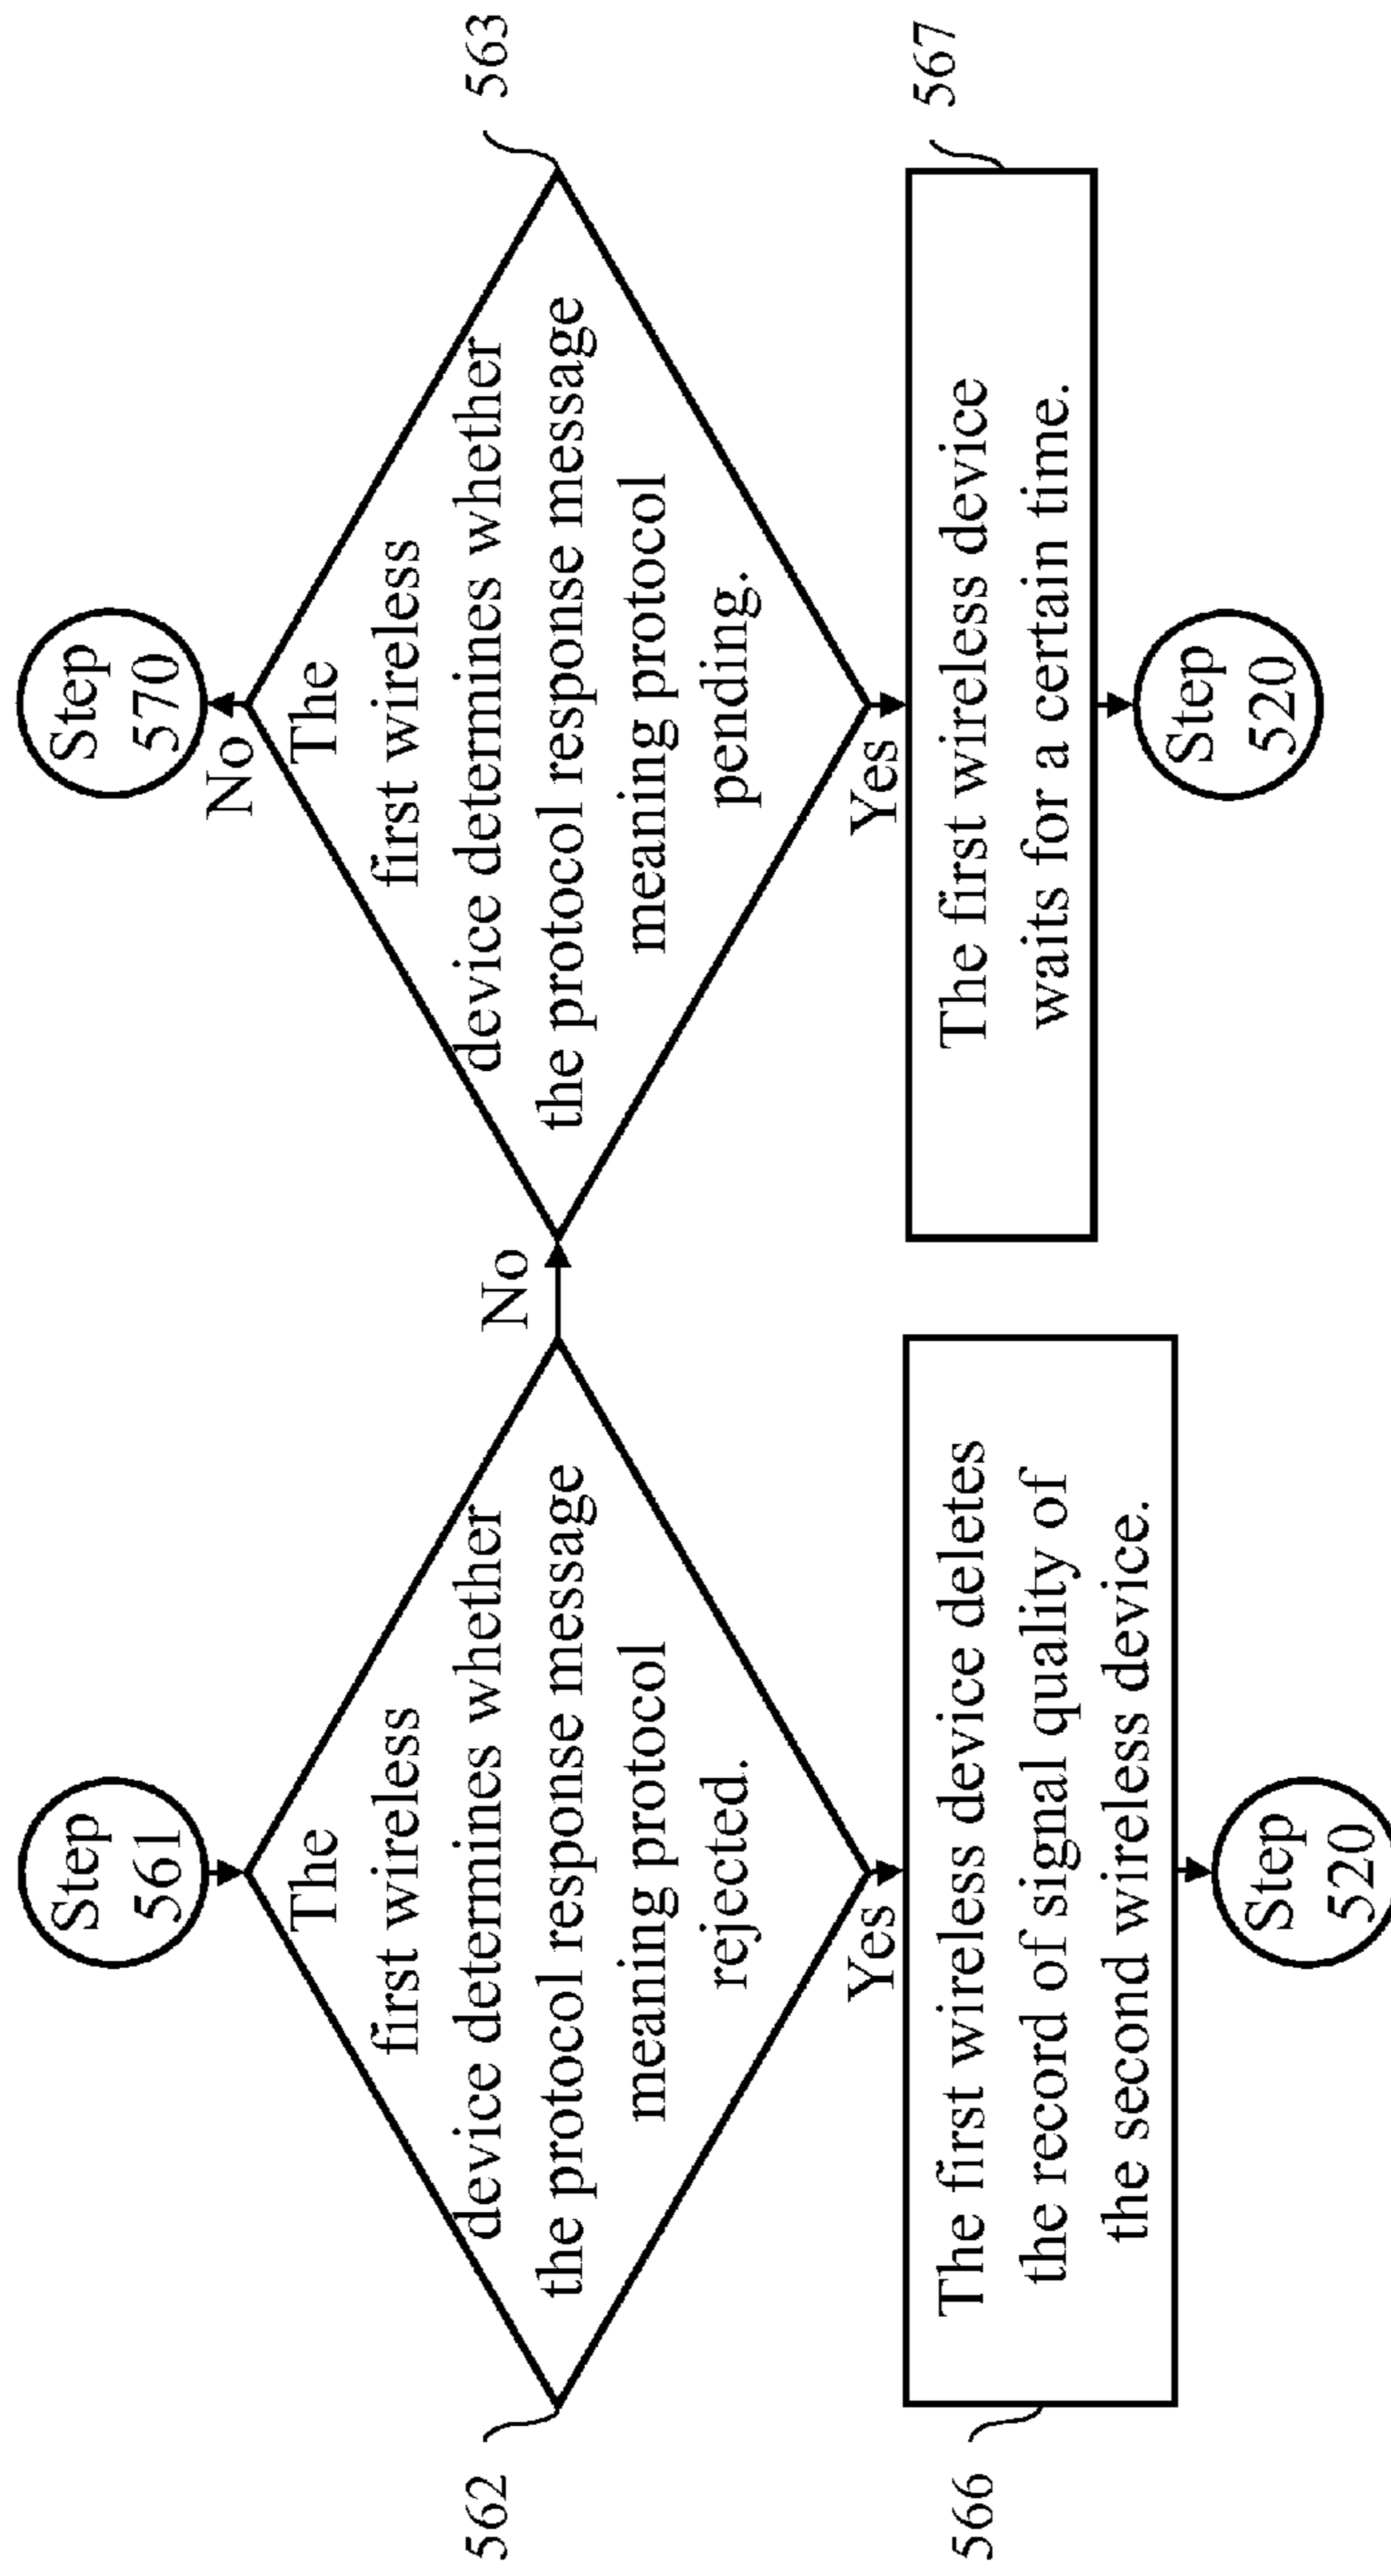 Step
561
The
first wireless
device determines whether
the protocol response message
meaning protocol
rejected.
562
No
Yes
The first wireless device deletes
the record of signal quality of
the second wireless device.
566
Step
520
Step
570
No
The
first wireless
device determines whether
the protocol response message
meaning protocol
pending.
563
Yes
The first wireless device
waits for a certain time.
567
Step
520